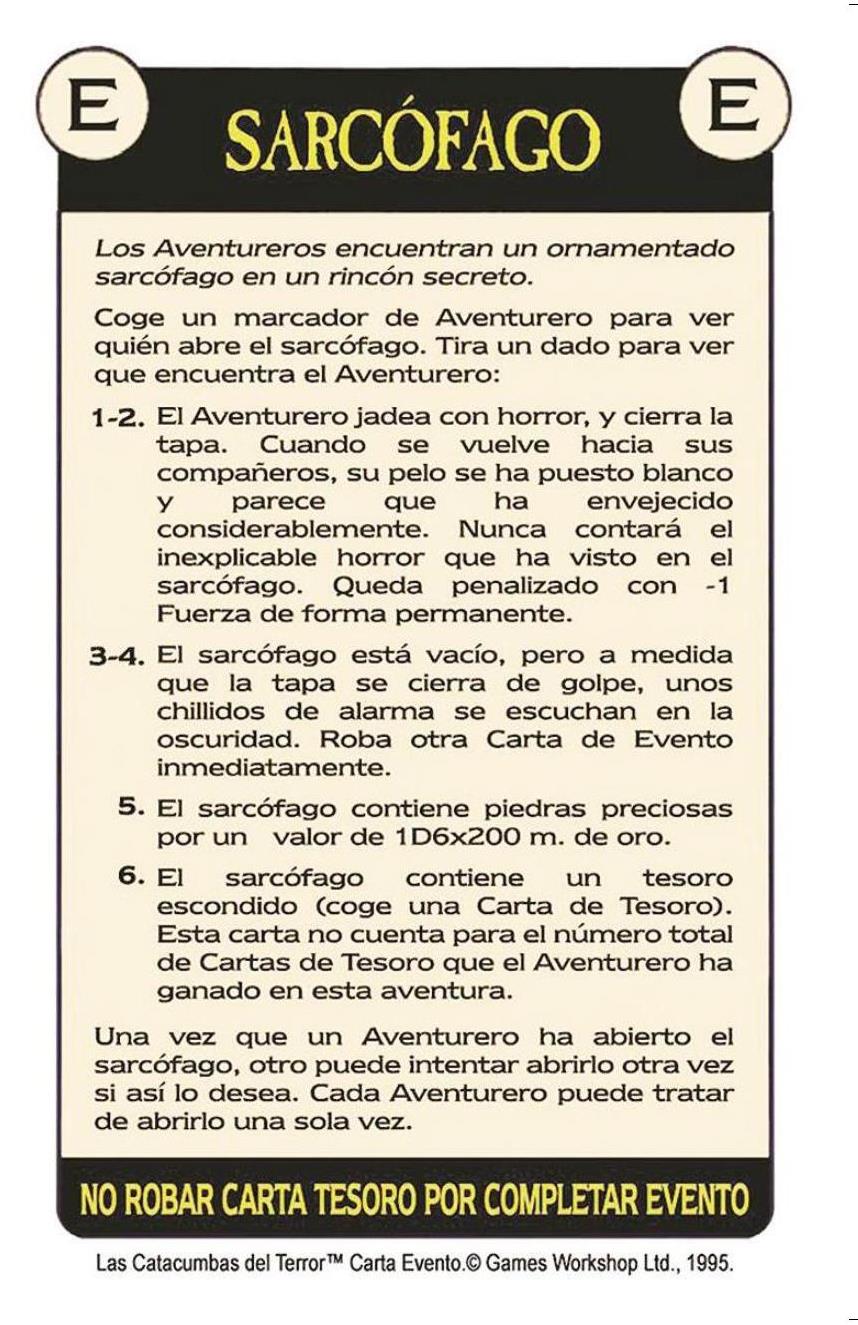 E
E
SARCÓFAGO
Los Aventureros encuentran un ornamentado
sarcófago en un rincón secreto.
Coge un marcador de Aventurero para ver
quién abre el sarcófago. Tira un dado para ver
que encuentra el Aventurero:
1-2. El Aventurero jadea con horror, y cierra la
tapa. Cuando se vuelve hacia sus
compañeros, su pelo se ha puesto blanco
y parece que ha envejecido
considerablemente. Nunca contará el
inexplicable horror que ha visto en el
sarcófago. Queda penalizado con -1
Fuerza de forma permanente.
3-4. El sarcófago está vacío, pero a medida
que la tapa se cierra de golpe, unos
chillidos de alarma se escuchan en la
oscuridad. Roba otra Carta de Evento
inmediatamente.
5. El sarcófago contiene piedras preciosas
por un valor de 1D6x200 m. de oro.
6. El sarcófago contiene un tesoro
escondido (coge una Carta de Tesoro).
Esta carta no cuenta para el número total
de Cartas de Tesoro que el Aventurero ha
ganado en esta aventura.
Una vez que un Aventurero ha abierto el
sarcófago, otro puede intentar abrirlo otra vez
si así lo desea. Cada Aventurero puede tratar
de abrirlo una sola vez.
NO ROBAR CARTA TESORO POR COMPLETAR EVENTO
Las Catacumbas del Terror™ Carta Evento.© Games Workshop Ltd., 1995.